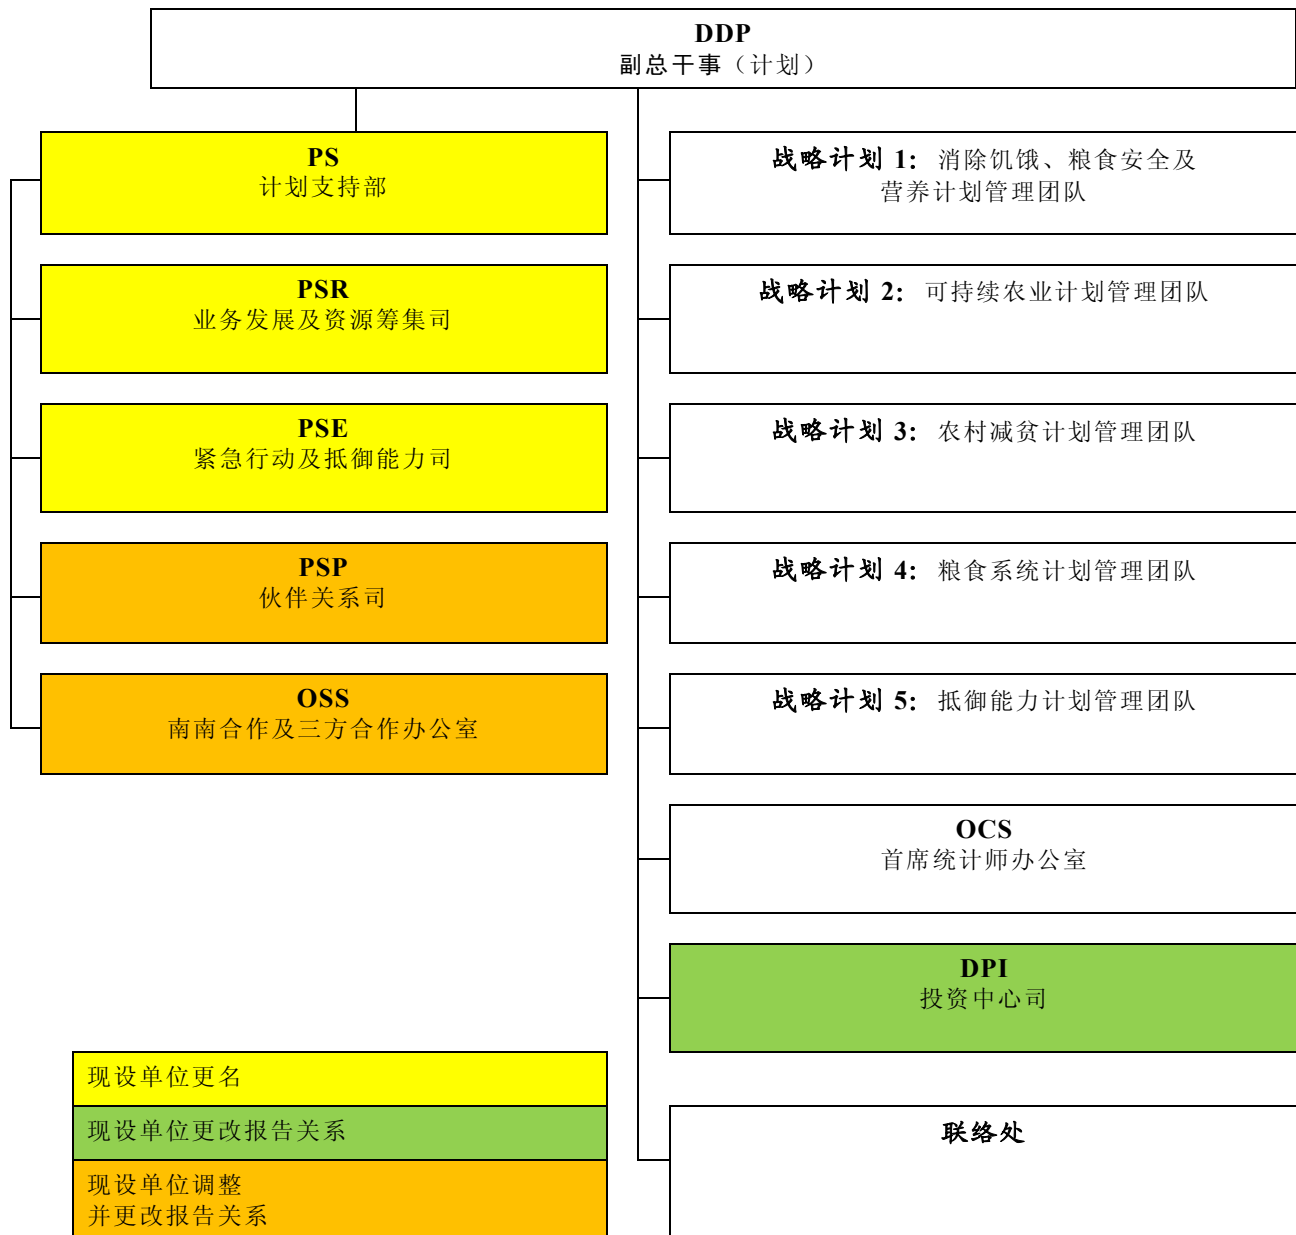 DDP
副总干事（计划）
PS
计划支持部
PSR
业务发展及资源筹集司
PSE
紧急行动及抵御能力司
PSP
伙伴关系司
OSS
南南合作及三方合作办公室
战略计划 1：消除饥饿、粮食安全及
营养计划管理团队
战略计划 2：可持续农业计划管理团队
战略计划 3：农村减贫计划管理团队
战略计划 4：粮食系统计划管理团队
战略计划 5：抵御能力计划管理团队
OCS
首席统计师办公室
DPI
投资中心司
联络处
现设单位更名
现设单位更改报告关系
现设单位调整
并更改报告关系